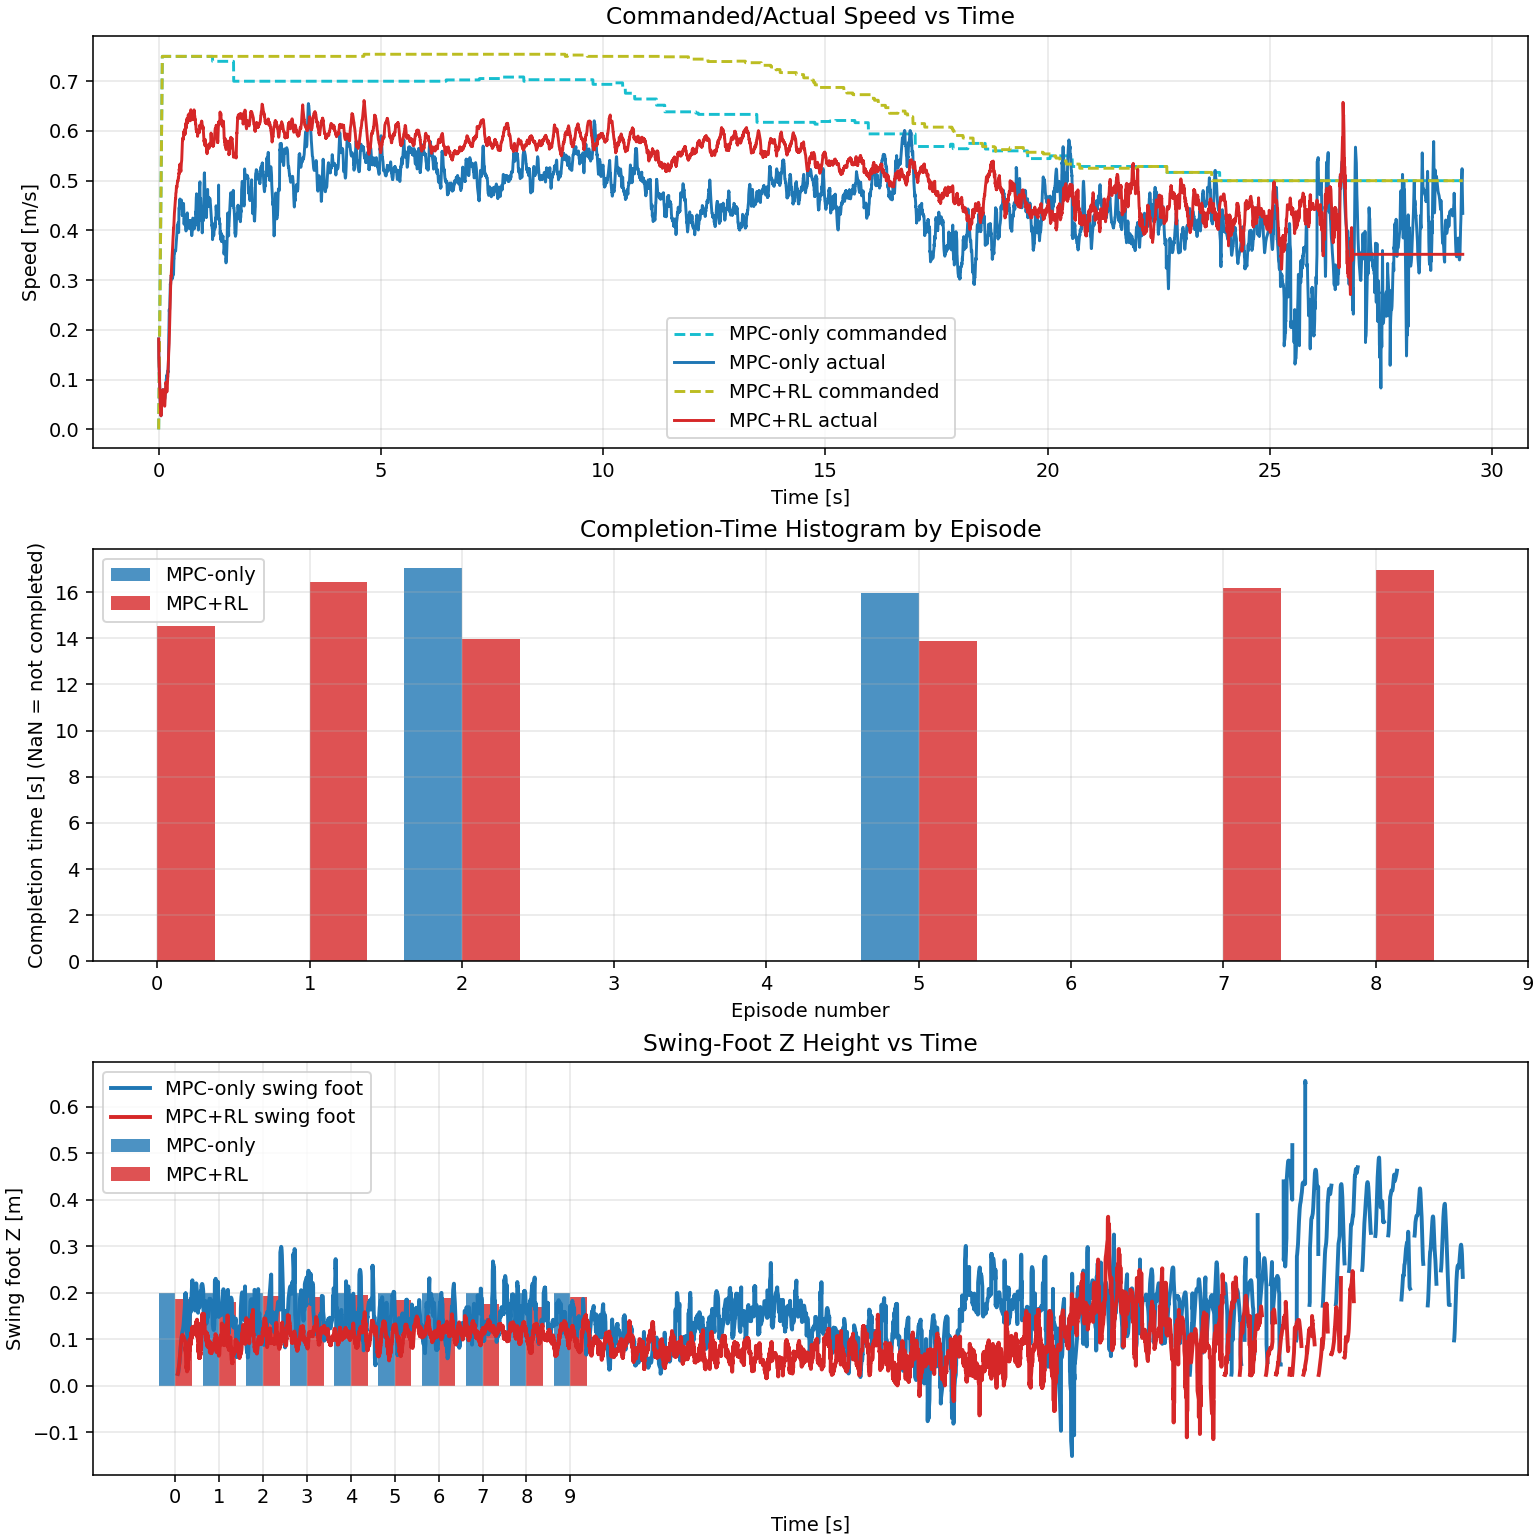 Commanded/Actual Speed vs Time
Speed [m/s]
0.7
0.6
0.5
0.4
0.3
0.2
0.1
0.0
MPC-only commanded
MPC-only actual
MPC+RL commanded
MPC+RL actual
0 5 10 15 20 25 30
Time [s]
Completion-Time Histogram by Episode
Completion time [s] (NaN = not completed)
16
14
12
10
8
6
4
2
0
MPC-only
MPC+RL
0 1 2 3 4 5 6 7 8 9
Episode number
Swing-Foot Z Height vs Time
Swing foot Z [m]
0.6
0.5
0.4
0.3
0.2
0.1
0.0
−0.1
MPC-only swing foot
MPC+RL swing foot
MPC-only
MPC+RL
0 1 2 3 4 5 6 7 8 9
Time [s]